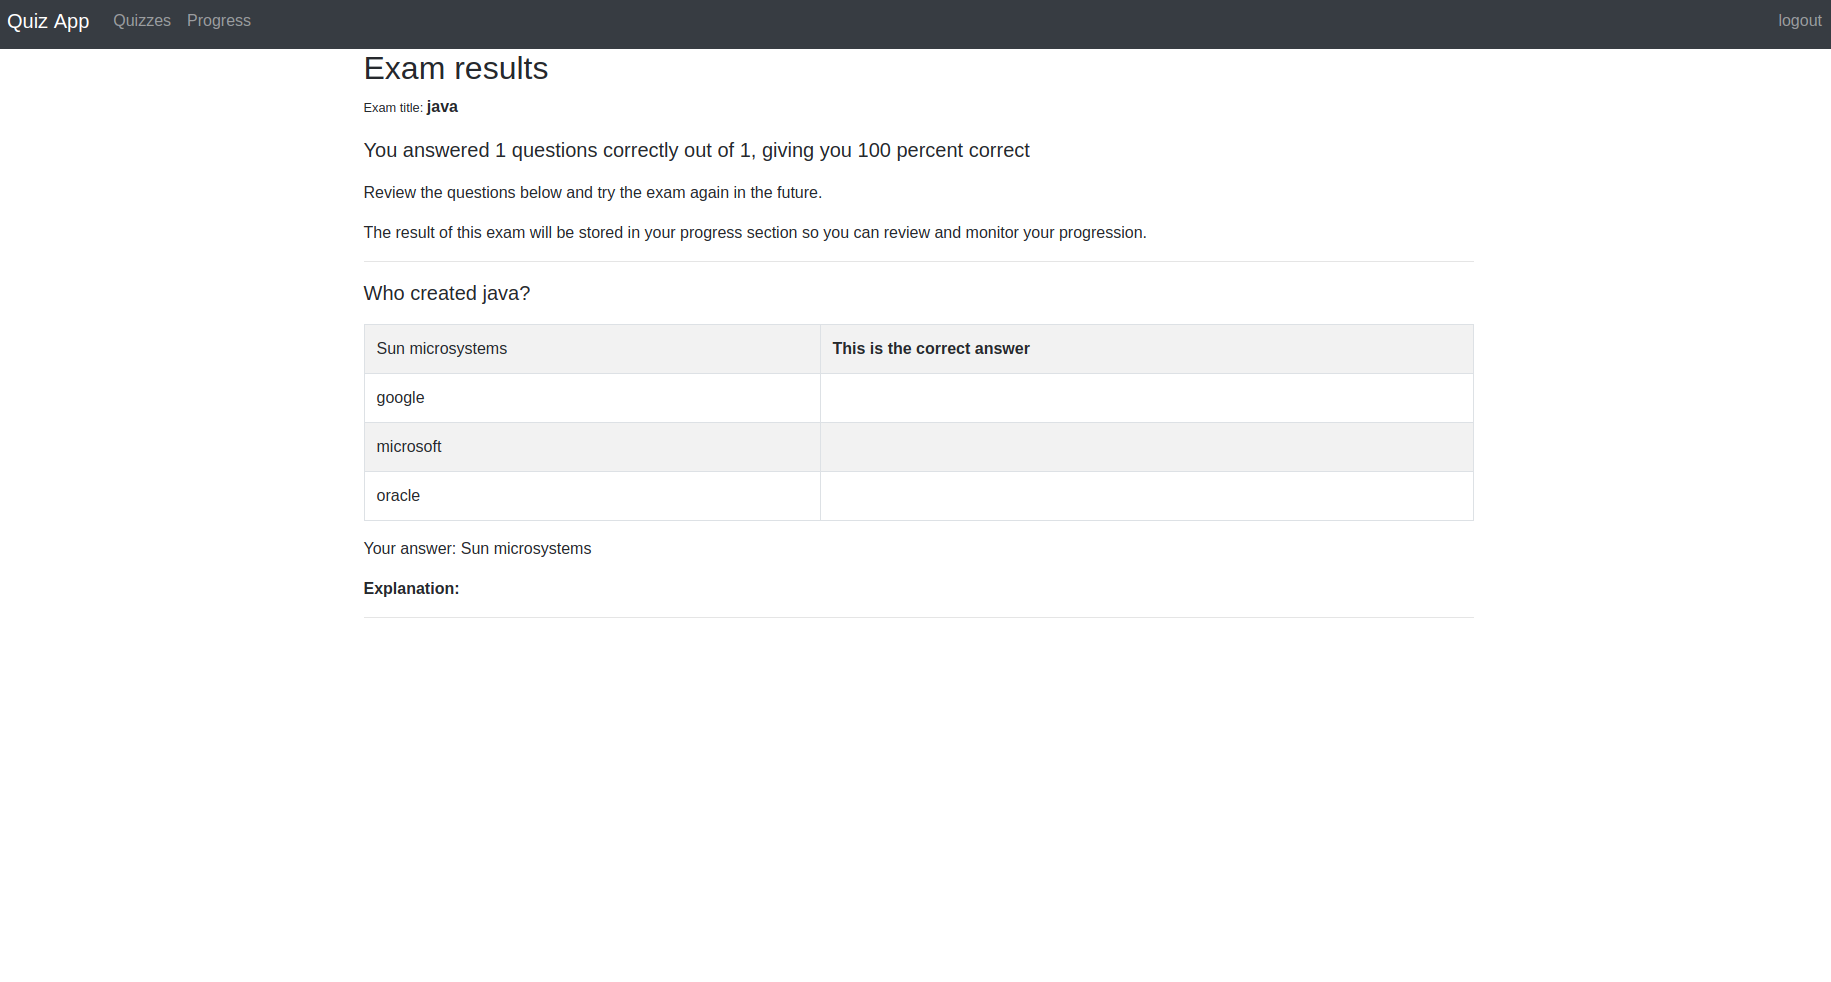 Quiz App Quizzes Progress logout
Exam results
Exam title: java
You answered 1 questions correctly out of 1, giving you 100 percent correct
Review the questions below and try the exam again in the future.
The result of this exam will be stored in your progress section so you can review and monitor your progression.
Who created java?
Sun microsystems This is the correct answer
google
microsoft
oracle
Your answer: Sun microsystems
Explanation: